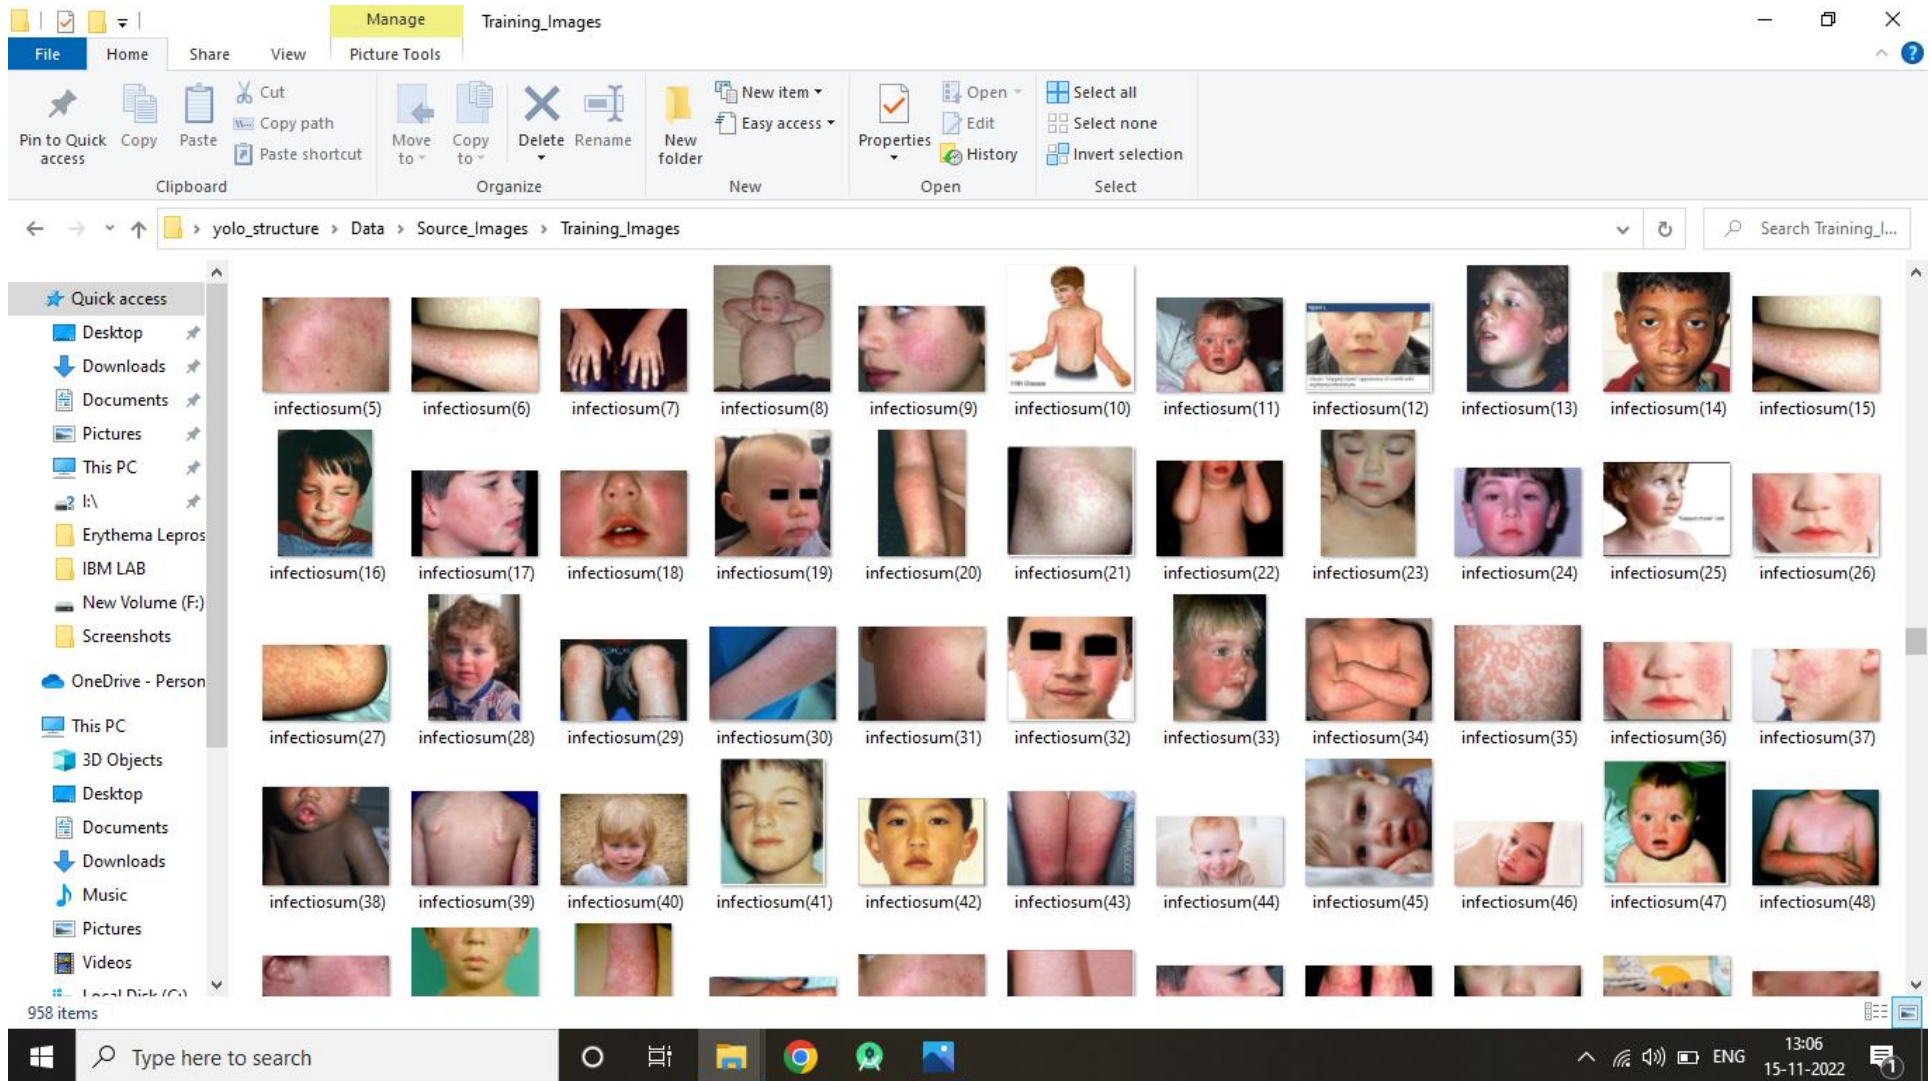 Manage
Training_Images
File Home Share View Picture Tools
Pin to Quick access
Copy
Paste
Cut
Copy path
Paste shortcut
Clipboard
Move to
Copy to
Delete
Rename
Organize
New folder
New item
Easy access
New
Properties
Open
Edit
History
Open
Select all
Select none
Invert selection
Select
yolo_structure > Data > Source_Images > Training_Images
Search Training_I...
Quick access
Desktop
Downloads
Documents
Pictures
This PC
I:\
Erythema Lepros
IBM LAB
New Volume (F:)
Screenshots
OneDrive - Person
This PC
3D Objects
Desktop
Documents
Downloads
Music
Pictures
Videos
Local Disk (C:)
infectiosum(5) infectiosum(6) infectiosum(7) infectiosum(8) infectiosum(9) infectiosum(10) infectiosum(11) infectiosum(12) infectiosum(13) infectiosum(14) infectiosum(15)
infectiosum(16) infectiosum(17) infectiosum(18) infectiosum(19) infectiosum(20) infectiosum(21) infectiosum(22) infectiosum(23) infectiosum(24) infectiosum(25) infectiosum(26)
infectiosum(27) infectiosum(28) infectiosum(29) infectiosum(30) infectiosum(31) infectiosum(32) infectiosum(33) infectiosum(34) infectiosum(35) infectiosum(36) infectiosum(37)
infectiosum(38) infectiosum(39) infectiosum(40) infectiosum(41) infectiosum(42) infectiosum(43) infectiosum(44) infectiosum(45) infectiosum(46) infectiosum(47) infectiosum(48)
958 items
Type here to search
ENG
13:06
15-11-2022
1